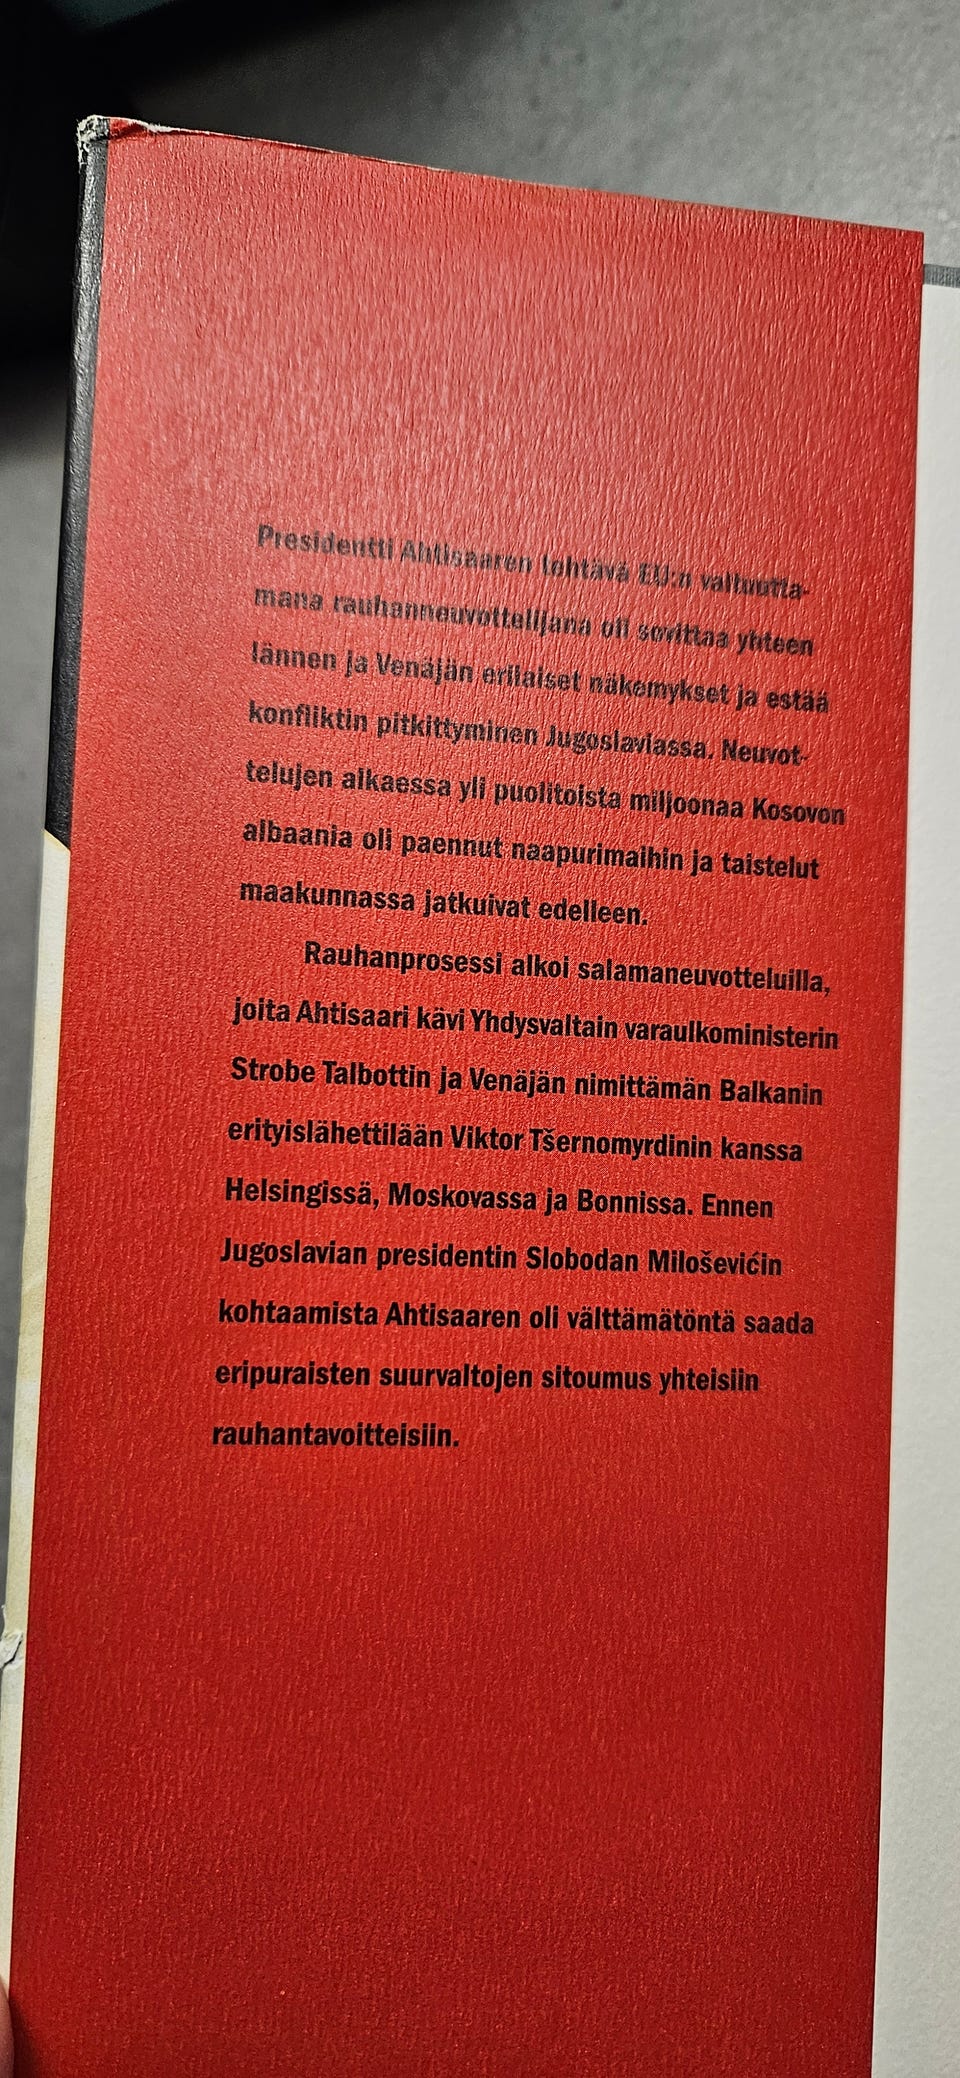 Presidentti Ahtisaaren tehtävä EU:n valtuutta-
mana rauhanneuvottelijana oli sovittaa yhteen
lännen ja Venäjän erilaiset näkemykset ja estää
konfliktin pitkittyminen Jugoslaviassa. Neuvot-
telujen alkaessa yli puolitoista miljoonaa Kosovon
albaania oli paennut naapurimaihin ja taistelut
maakunnassa jatkuivat edelleen.
Rauhanprosessi alkoi salamaneuvotteluilla,
joita Ahtisaari kävi Yhdysvaltain varaulkoministerin
Strobe Talbottin ja Venäjän nimittämän Balkanin
erityislähettilään Viktor Tšernomyrdinin kanssa
Helsingissä, Moskovassa ja Bonnissa. Ennen
Jugoslavian presidentin Slobodan Miloševićin
kohtaamista Ahtisaaren oli välttämätöntä saada
eripuraisten suurvaltojen sitoumus yhteisiin
rauhantavoitteisiin.